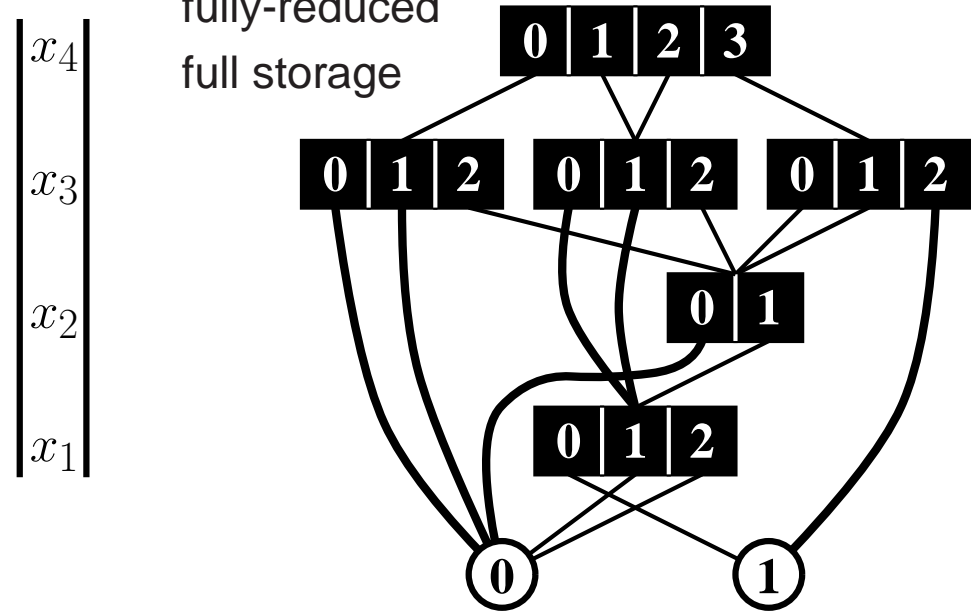 fully-reduced
full storage
x4
0 1 2 3
x3
0 1 2
0 1 2
0 1 2
x2
0 1
x1
0 1 2
0
1